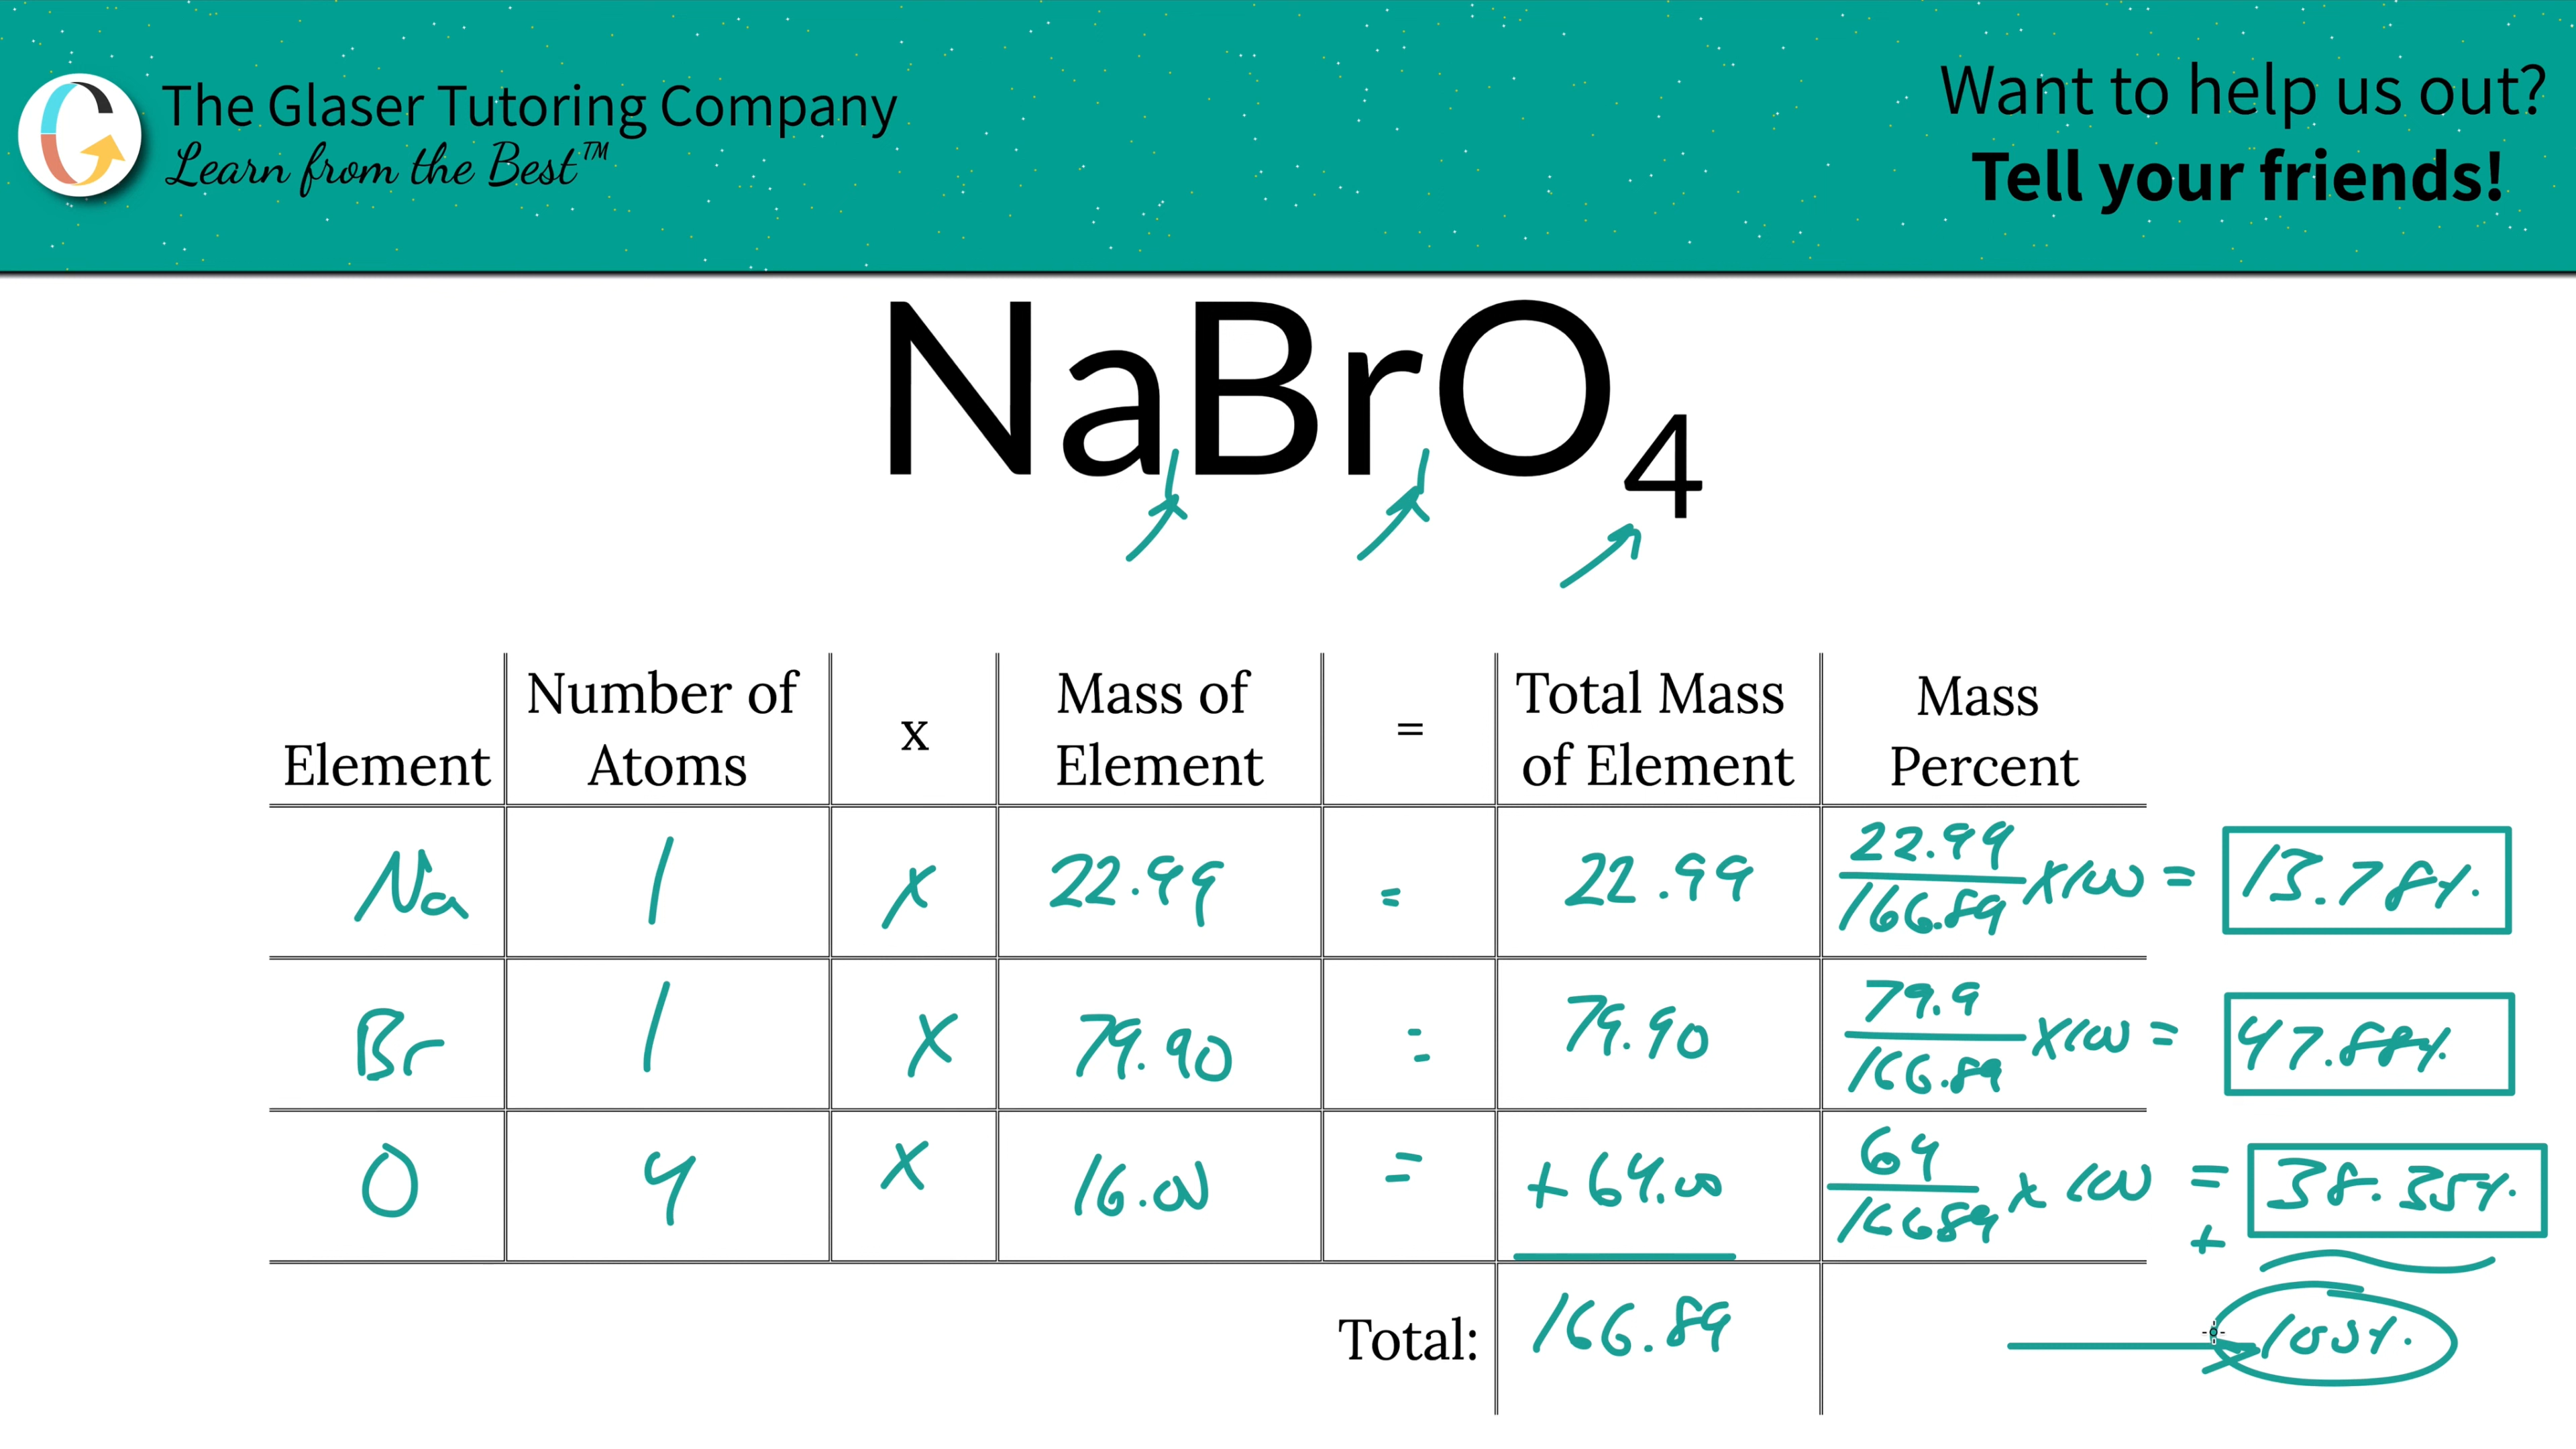 The Glaser Tutoring Company
Learn from the Best™
Want to help us out?
Tell your friends!
NaBrO₄
Element | Number of Atoms | x | Mass of Element | = | Total Mass of Element | Mass Percent
Na | 1 | x | 22.99 | = | 22.99 | 22.99/166.89 x100 = 13.78%
Br | 1 | x | 79.90 | = | 79.90 | 79.9/166.89 x100 = 47.88%
O | 4 | x | 16.00 | = | +64.00 | 64/166.89 x 100 = 38.35%
+
Total: 166.89 100%